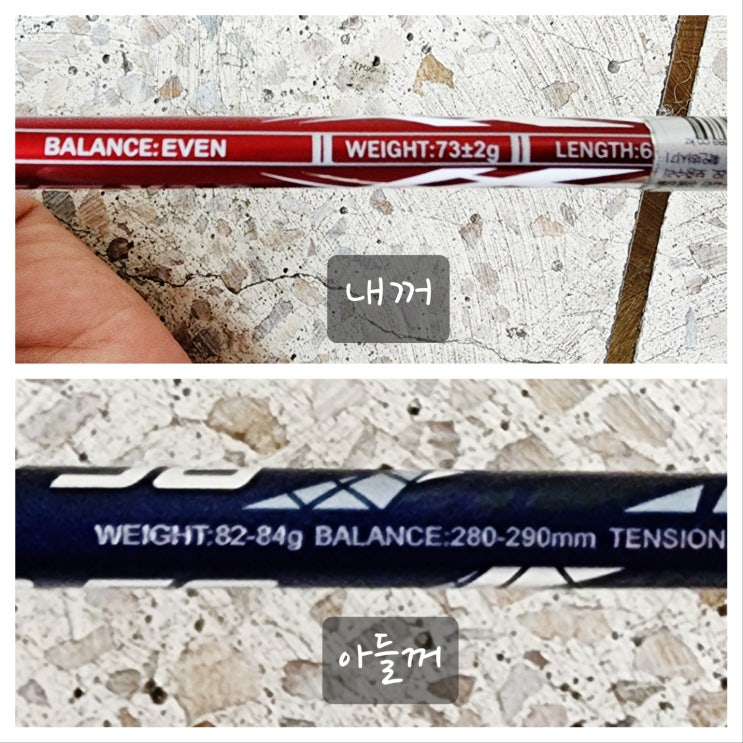 BALANCE:EVEN WEIGHT:73±2g LENGTH:6
내꺼
WEIGHT:82-84g BALANCE:280-290mm TENSION
아들꺼